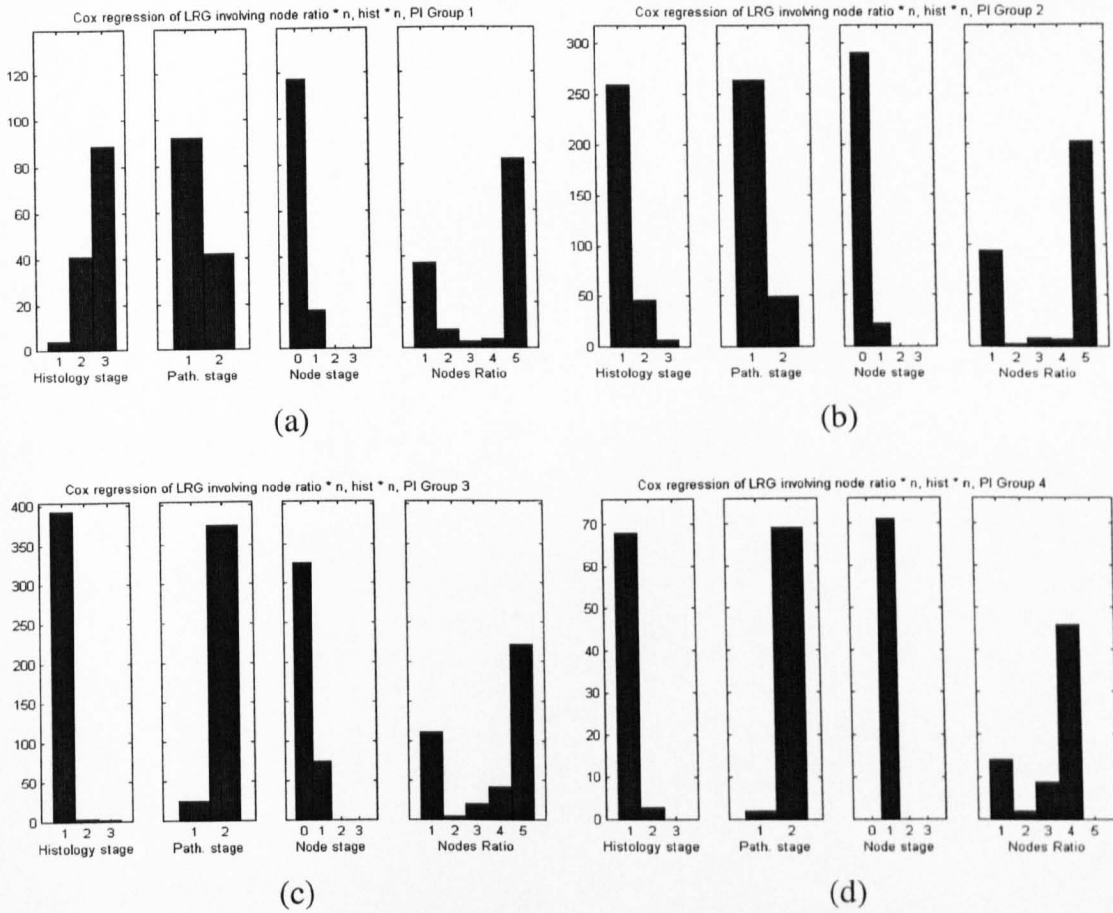 Cox regression of LRG involving node ratio * n, hist * n, PI Group 1
120
100
80
60
40
20
0
1 2 3
Histology stage
1 2
Path. stage
0 1 2 3
Node stage
1 2 3 4 5
Nodes Ratio
(a)
Cox regression of LRG involving node ratio * n, hist * n, PI Group 2
300
250
200
150
100
50
0
1 2 3
Histology stage
1 2
Path. stage
0 1 2 3
Node stage
1 2 3 4 5
Nodes Ratio
(b)
Cox regression of LRG involving node ratio * n, hist * n, PI Group 3
400
350
300
250
200
150
100
50
0
1 2 3
Histology stage
1 2
Path. stage
0 1 2 3
Node stage
1 2 3 4 5
Nodes Ratio
(c)
Cox regression of LRG involving node ratio * n, hist * n, PI Group 4
70
60
50
40
30
20
10
0
1 2 3
Histology stage
1 2
Path. stage
0 1 2 3
Node stage
1 2 3 4 5
Nodes Ratio
(d)